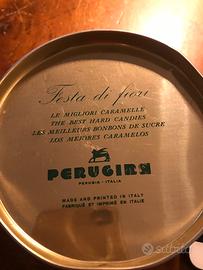 Festa di fiori
LE MIGLIORI CARAMELLE
THE BEST HARD CANDIES
LES MEILLEURS BONBONS DE SUCRE
LOS MEJORES CARAMELOS
PERUGINA
PERUGIA - ITALIA
MADE AND PRINTED IN ITALY
FABRIQUÉ ET IMPRIMÉ EN ITALIE
subito